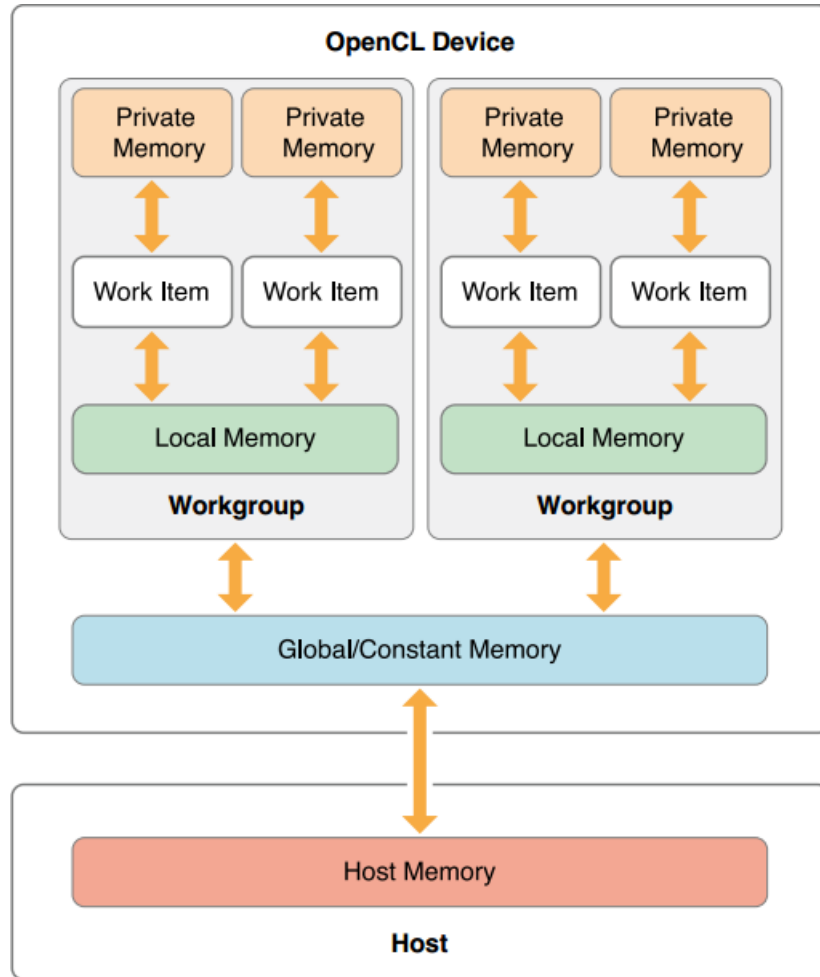 OpenCL Device
Private Memory
Private Memory
Private Memory
Private Memory
Work Item
Work Item
Work Item
Work Item
Local Memory
Local Memory
Workgroup
Workgroup
Global/Constant Memory
Host Memory
Host